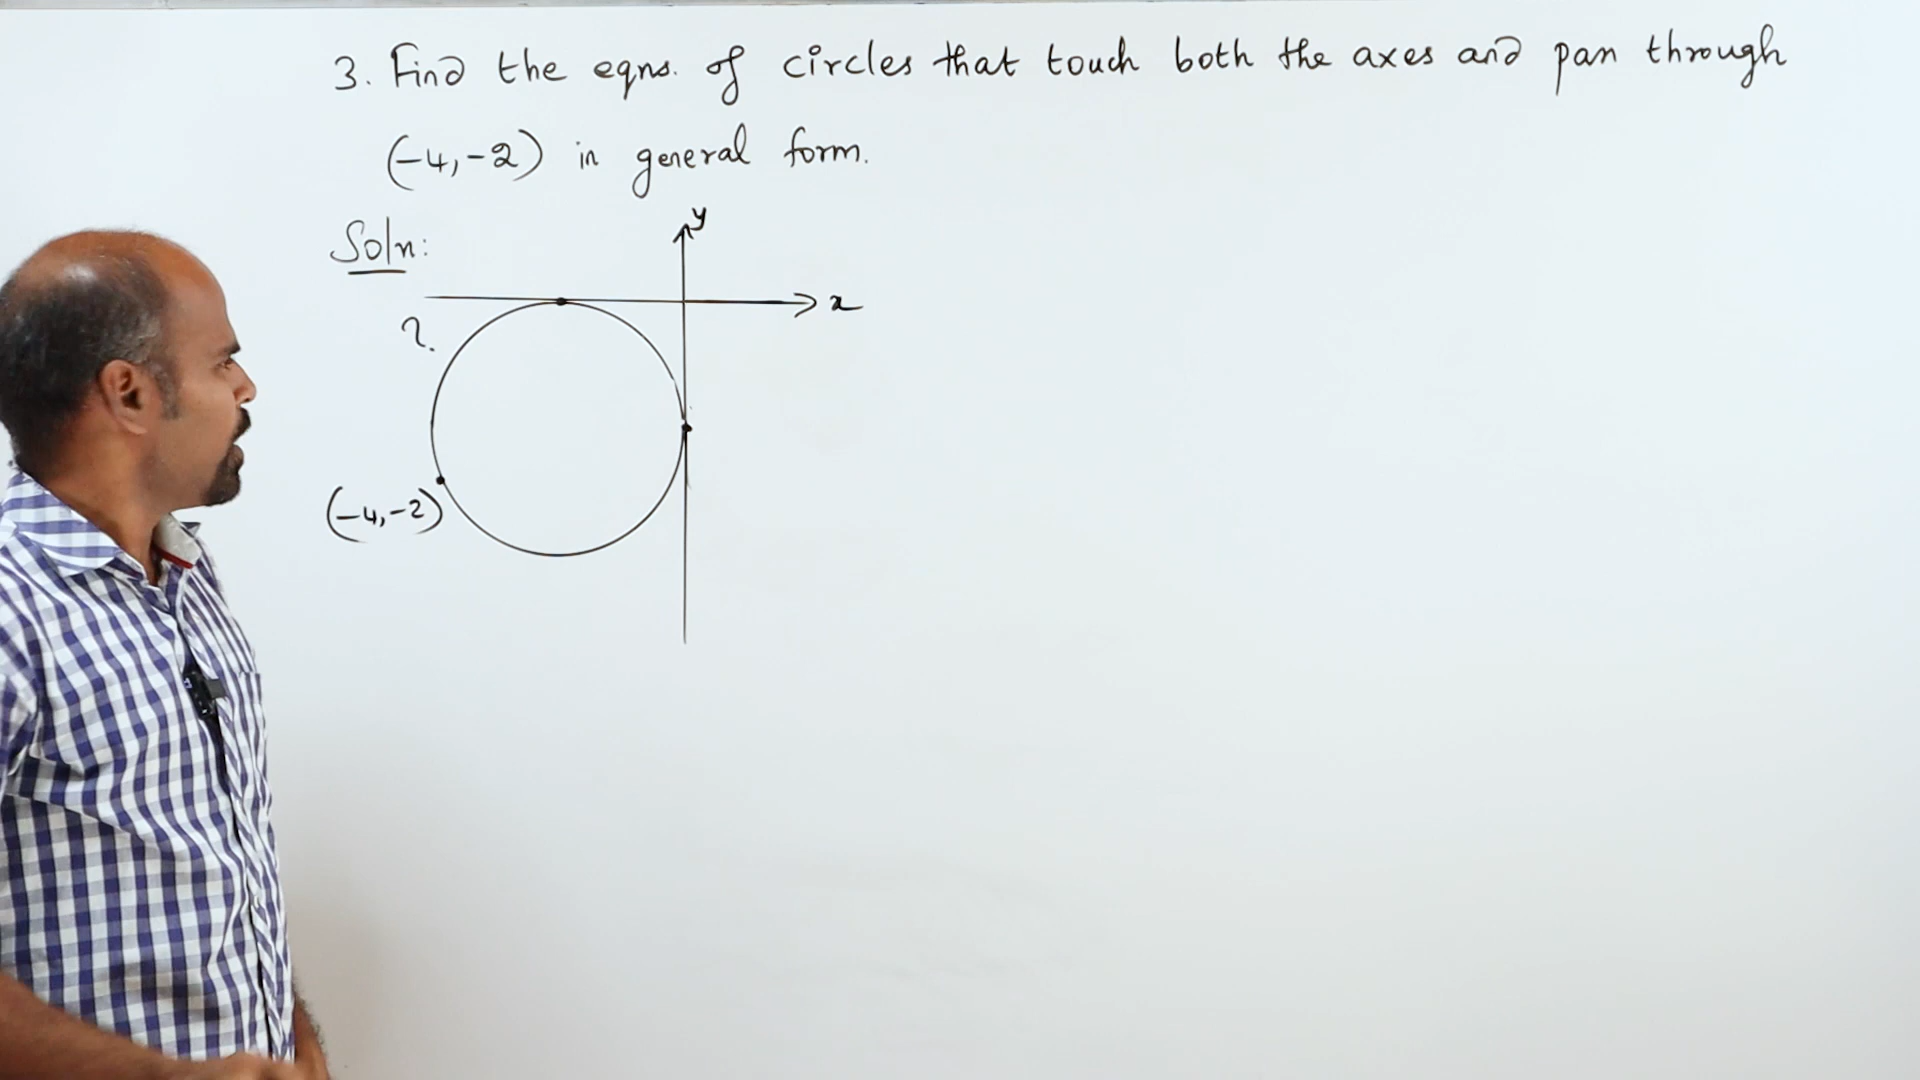 3. Find the eqns. of circles that touch both the axes and pass through
(-4,-2) in general form.
Soln:
y
x
?
(-4,-2)